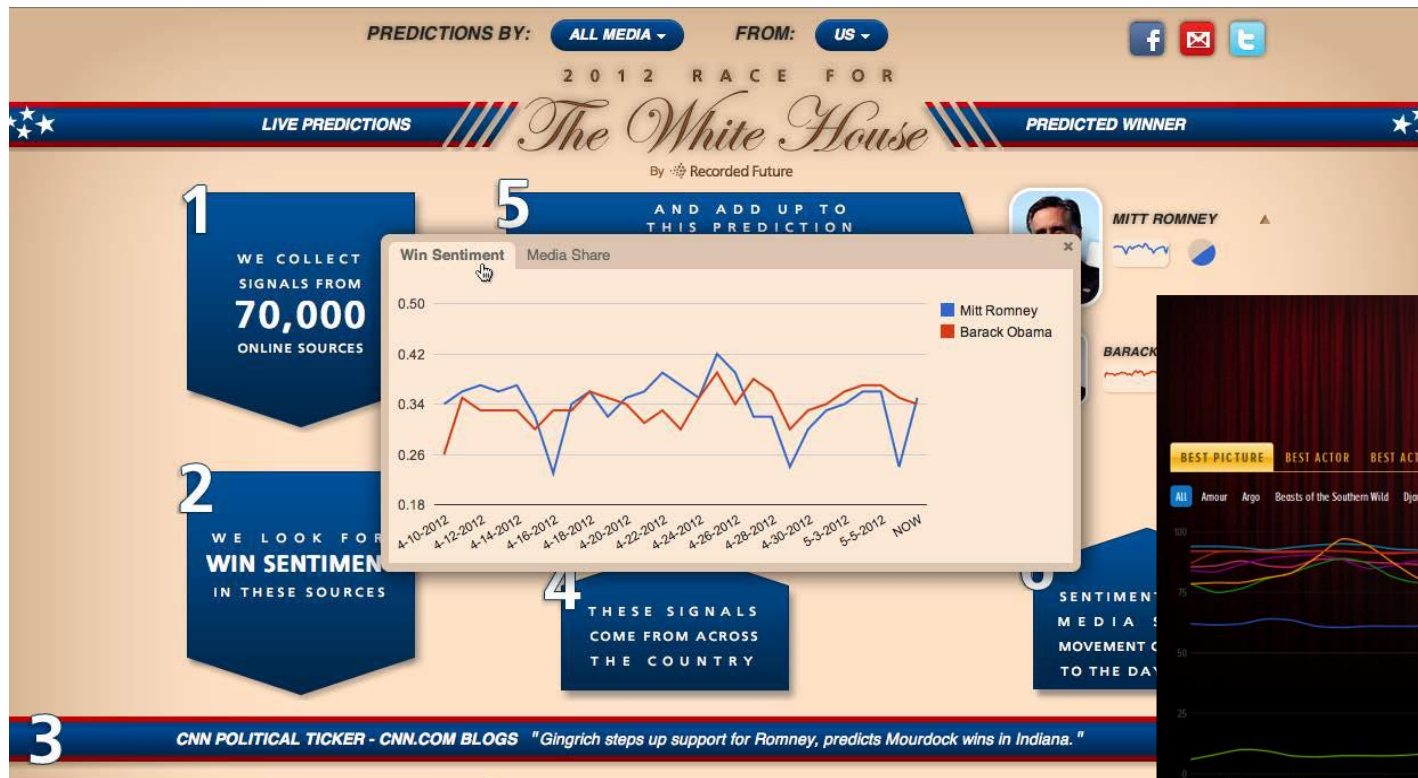 PREDICTIONS BY: ALL MEDIA FROM: US
2012 RACE FOR
The White House
LIVE PREDICTIONS
PREDICTED WINNER
By Recorded Future
1
WE COLLECT
SIGNALS FROM
70,000
ONLINE SOURCES
5
AND ADD UP TO
THIS PREDICTION
MITT ROMNEY
BARACK
Win Sentiment Media Share ×
0.50
0.42
0.34
0.26
0.18
4-10-2012 4-12-2012 4-14-2012 4-16-2012 4-18-2012 4-20-2012 4-22-2012 4-24-2012 4-26-2012 4-28-2012 4-30-2012 5-3-2012 5-5-2012 NOW
Mitt Romney
Barack Obama
2
WE LOOK FOR
WIN SENTIMEN
IN THESE SOURCES
4
THESE SIGNALS
COME FROM ACROSS
THE COUNTRY
SENTIMENT
MEDIA S
MOVEMENT
TO THE DAY
BEST PICTURE BEST ACTOR BEST ACT
All Amour Argo Beasts of the Southern Wild Djan
100
75
50
25
0
3
CNN POLITICAL TICKER - CNN.COM BLOGS "Gingrich steps up support for Romney, predicts Mourdock wins in Indiana."